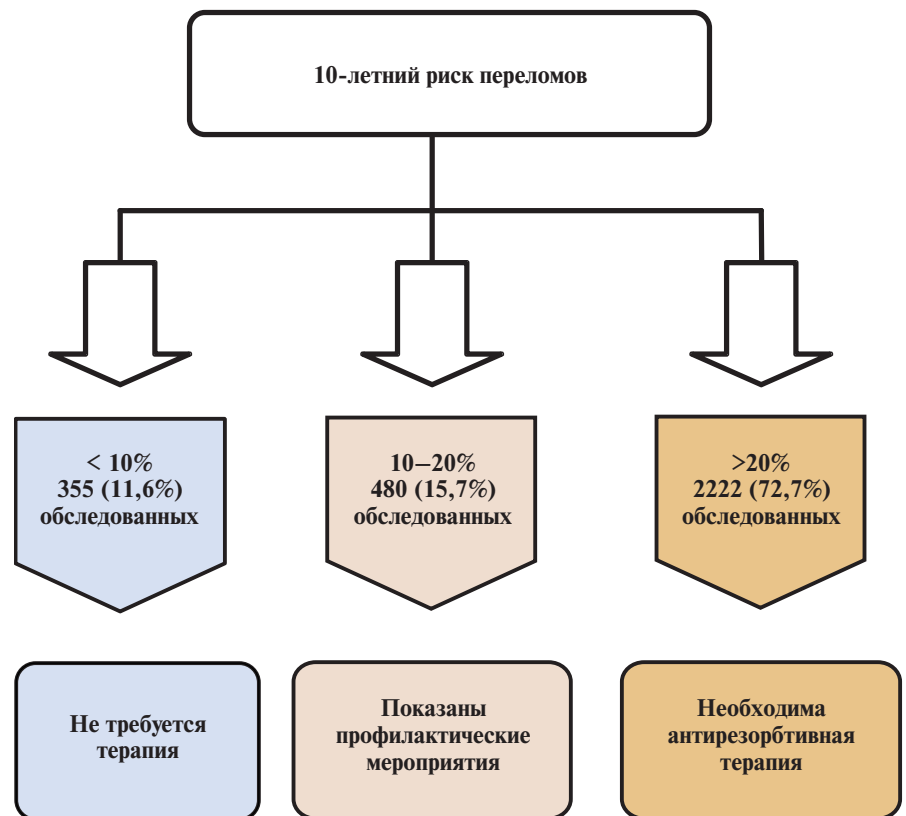 10-летний риск переломов
< 10%
355 (11,6%)
обследованных
10–20%
480 (15,7%)
обследованных
>20%
2222 (72,7%)
обследованных
Не требуется
терапия
Показаны
профилактические
мероприятия
Необходима
антирезорбтивная
терапия